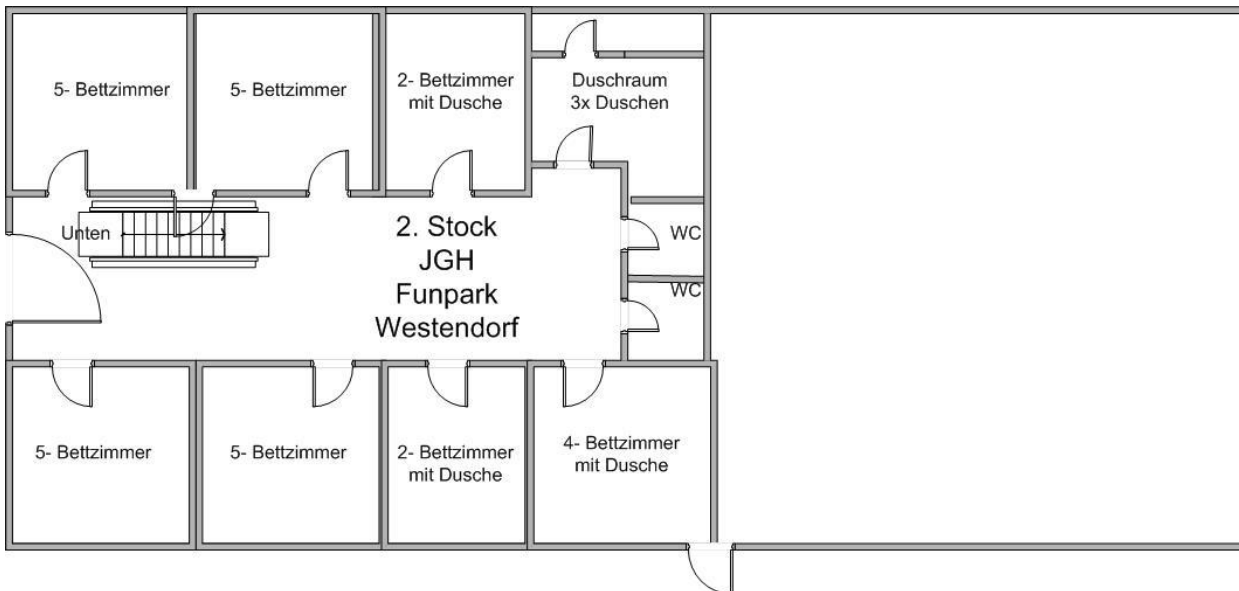 5- Bettzimmer
5- Bettzimmer
2- Bettzimmer
mit Dusche
Duschraum
3x Duschen
Unten
2. Stock
JGH
Funpark
Westendorf
WC
WC
5- Bettzimmer
5- Bettzimmer
2- Bettzimmer
mit Dusche
4- Bettzimmer
mit Dusche